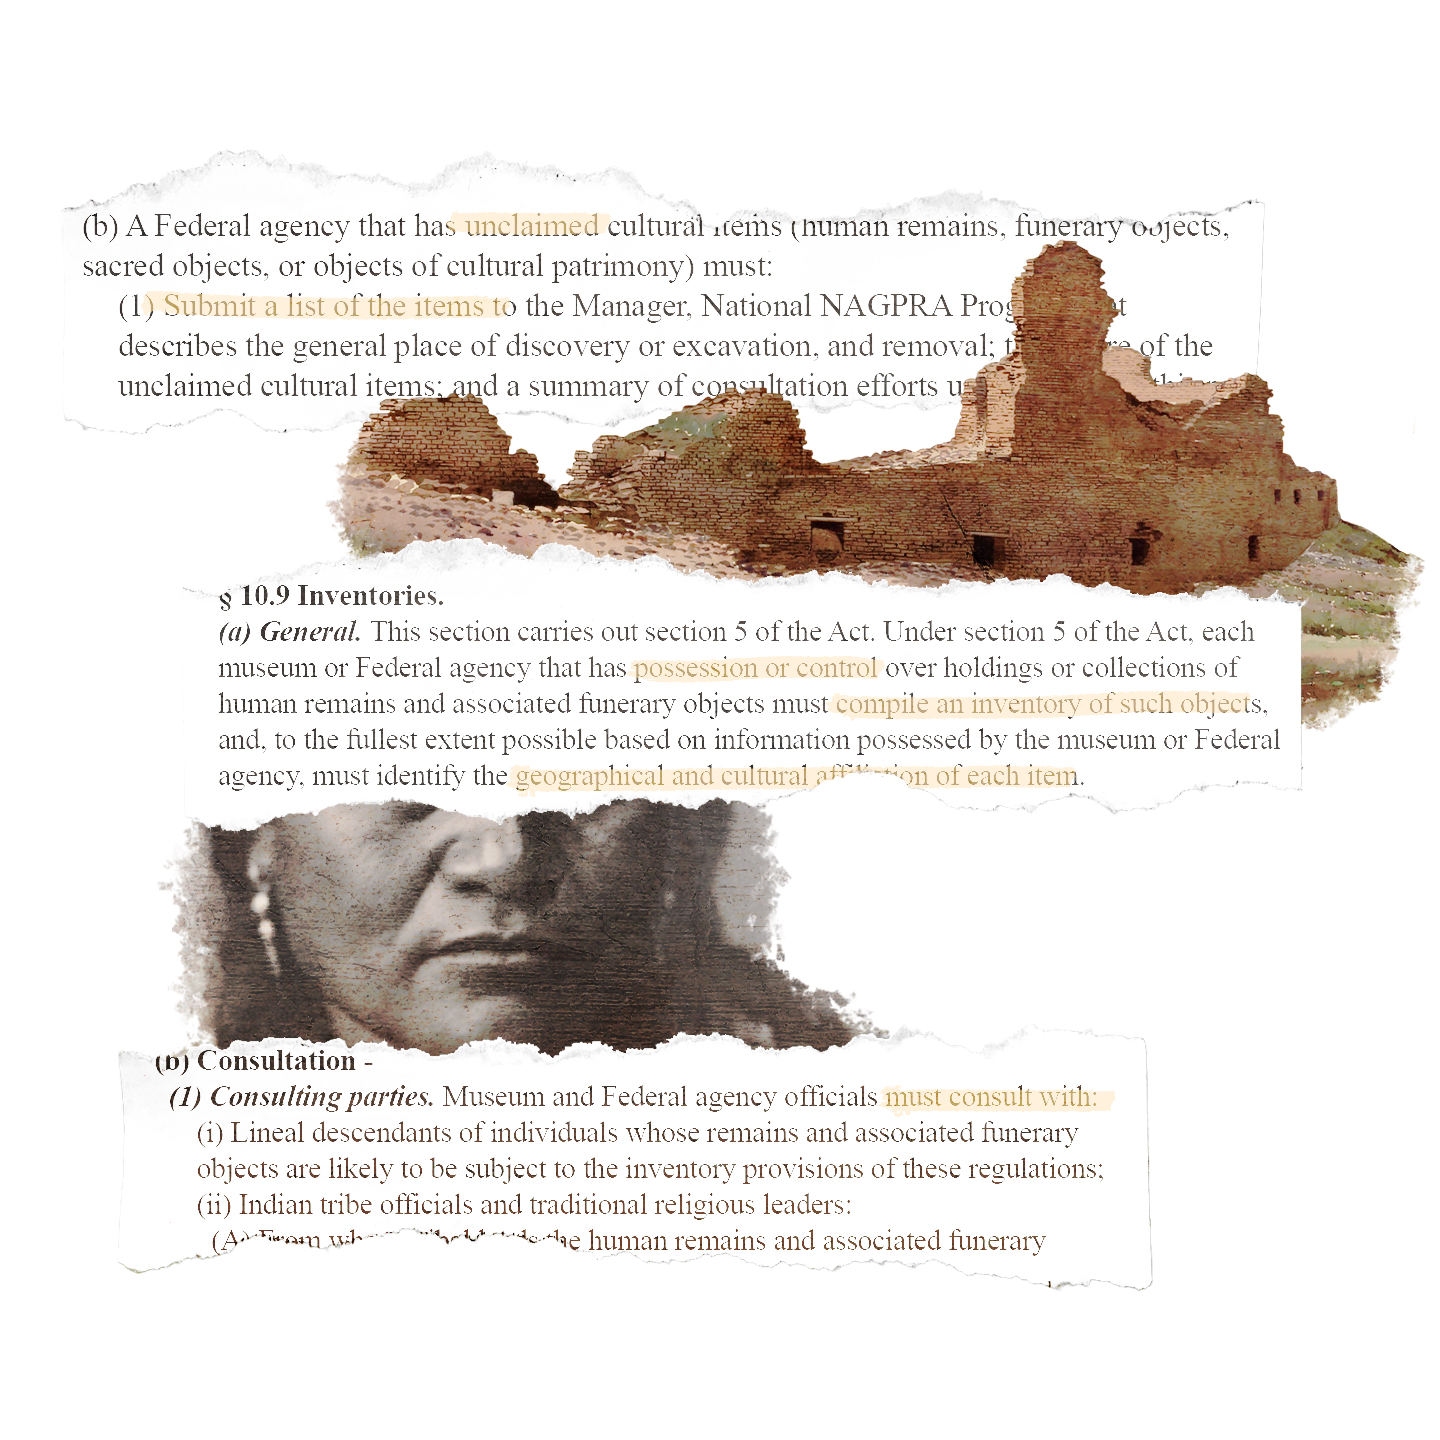 (b) A Federal agency that has unclaimed cultural items (human remains, funerary objects,
sacred objects, or objects of cultural patrimony) must:
(1) Submit a list of the items to the Manager, National NAGPRA
describes the general place of discovery or excavation, and removal; of the
unclaimed cultural items; and a summary of consultation efforts
§ 10.9 Inventories.
(a) General. This section carries out section 5 of the Act. Under section 5 of the Act, each
museum or Federal agency that has possession or control over holdings or collections of
human remains and associated funerary objects must compile an inventory of such objects,
and, to the fullest extent possible based on information possessed by the museum or Federal
agency, must identify the geographical and cultural affiliation of each item.
(b) Consultation -
(1) Consulting parties. Museum and Federal agency officials must consult with:
(i) Lineal descendants of individuals whose remains and associated funerary
objects are likely to be subject to the inventory provisions of these regulations;
(ii) Indian tribe officials and traditional religious leaders:
(A) From the human remains and associated funerary